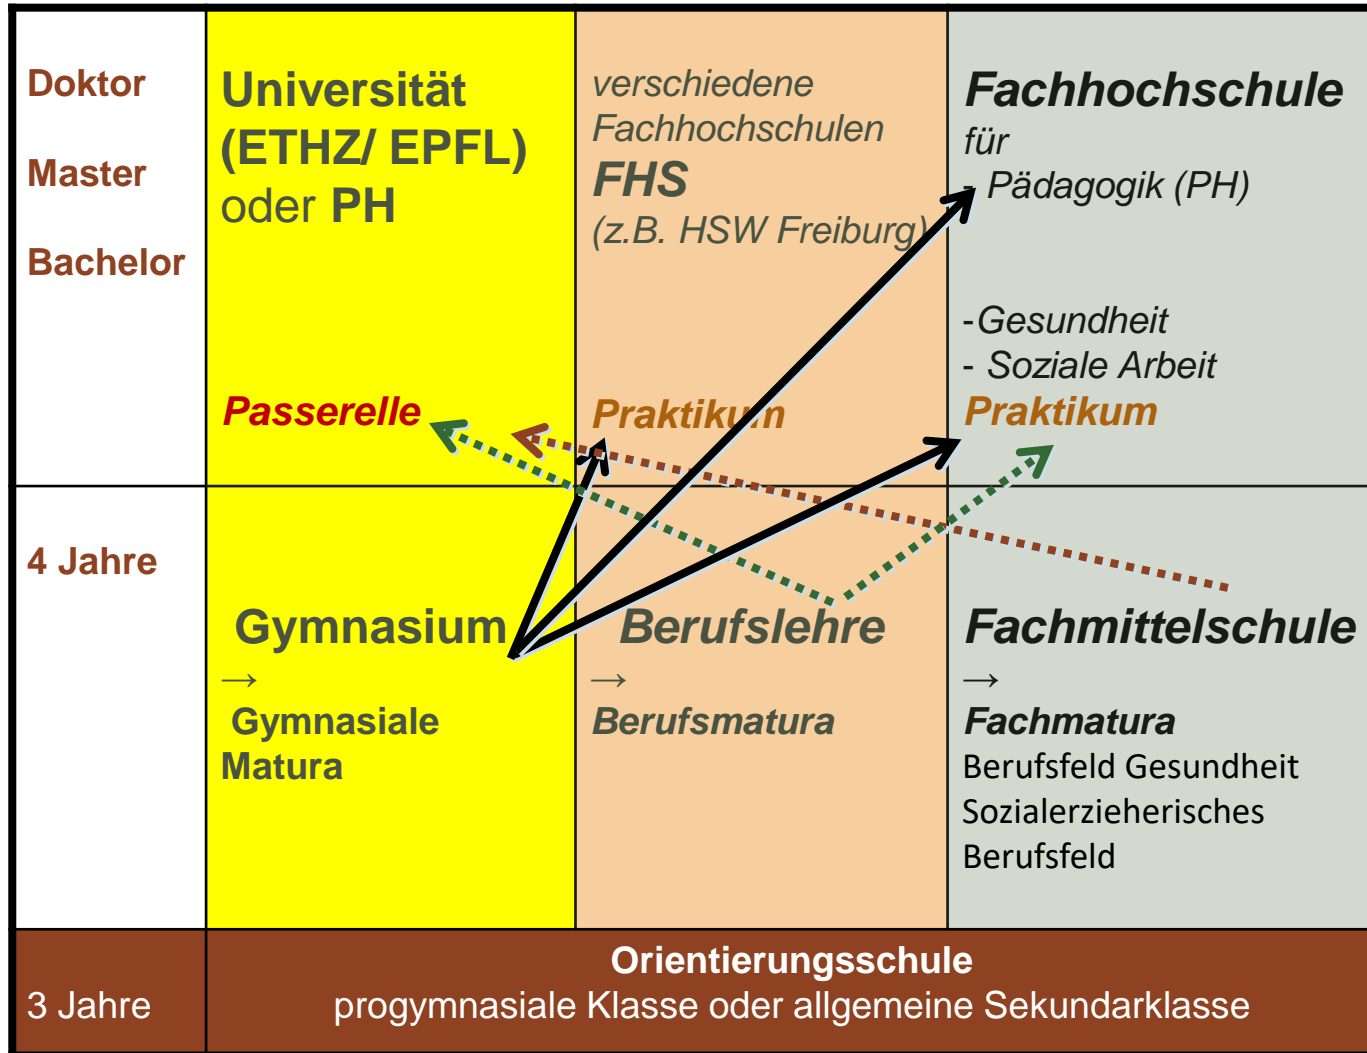 Doktor
Master
Bachelor
Universität
(ETHZ/ EPFL)
oder PH
Passerelle
verschiedene
Fachhochschulen
FHS
(z.B. HSW Freiburg)
Praktikum
Fachhochschule
für
- Pädagogik (PH)
-Gesundheit
- Soziale Arbeit
Praktikum
4 Jahre
Gymnasium
→
Gymnasiale
Matura
Berufslehre
→
Berufsmatura
Fachmittelschule
→
Fachmatura
Berufsfeld Gesundheit
Sozialerzieherisches
Berufsfeld
3 Jahre
Orientierungsschule
progymnasiale Klasse oder allgemeine Sekundarklasse